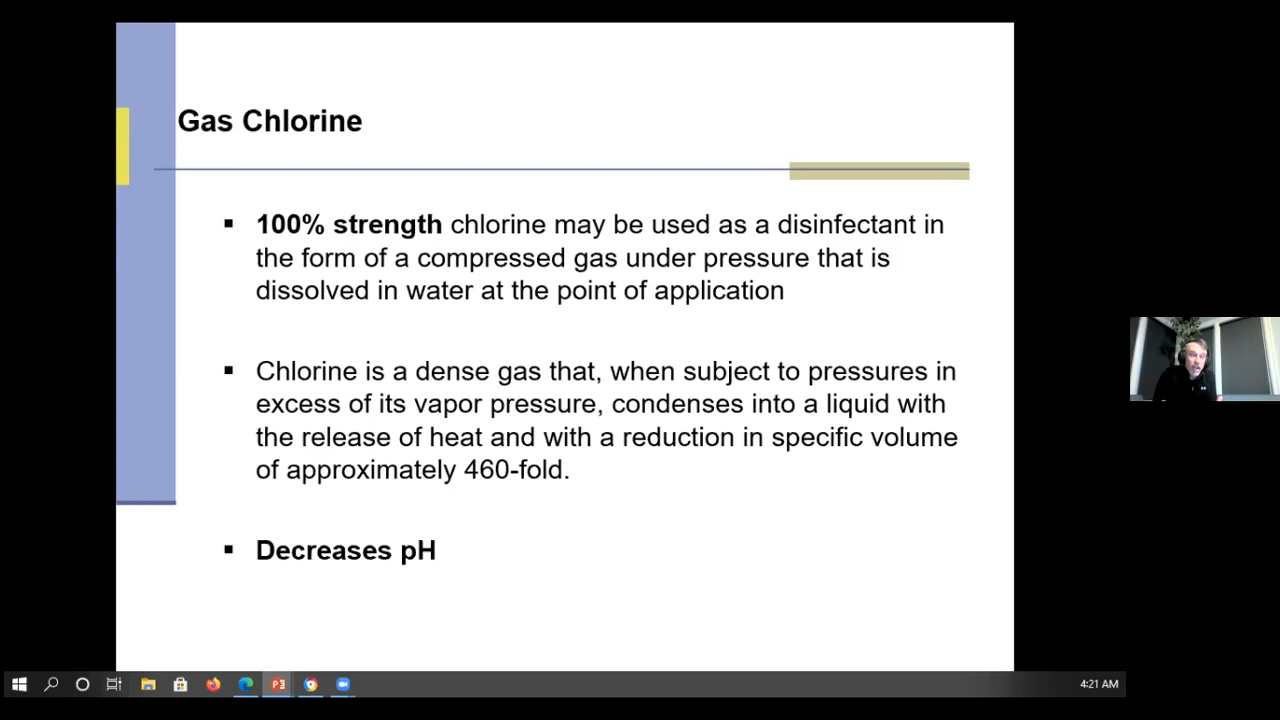 Gas Chlorine
▪ 100% strength chlorine may be used as a disinfectant in
the form of a compressed gas under pressure that is
dissolved in water at the point of application
▪ Chlorine is a dense gas that, when subject to pressures in
excess of its vapor pressure, condenses into a liquid with
the release of heat and with a reduction in specific volume
of approximately 460-fold.
▪ Decreases pH
4:21 AM